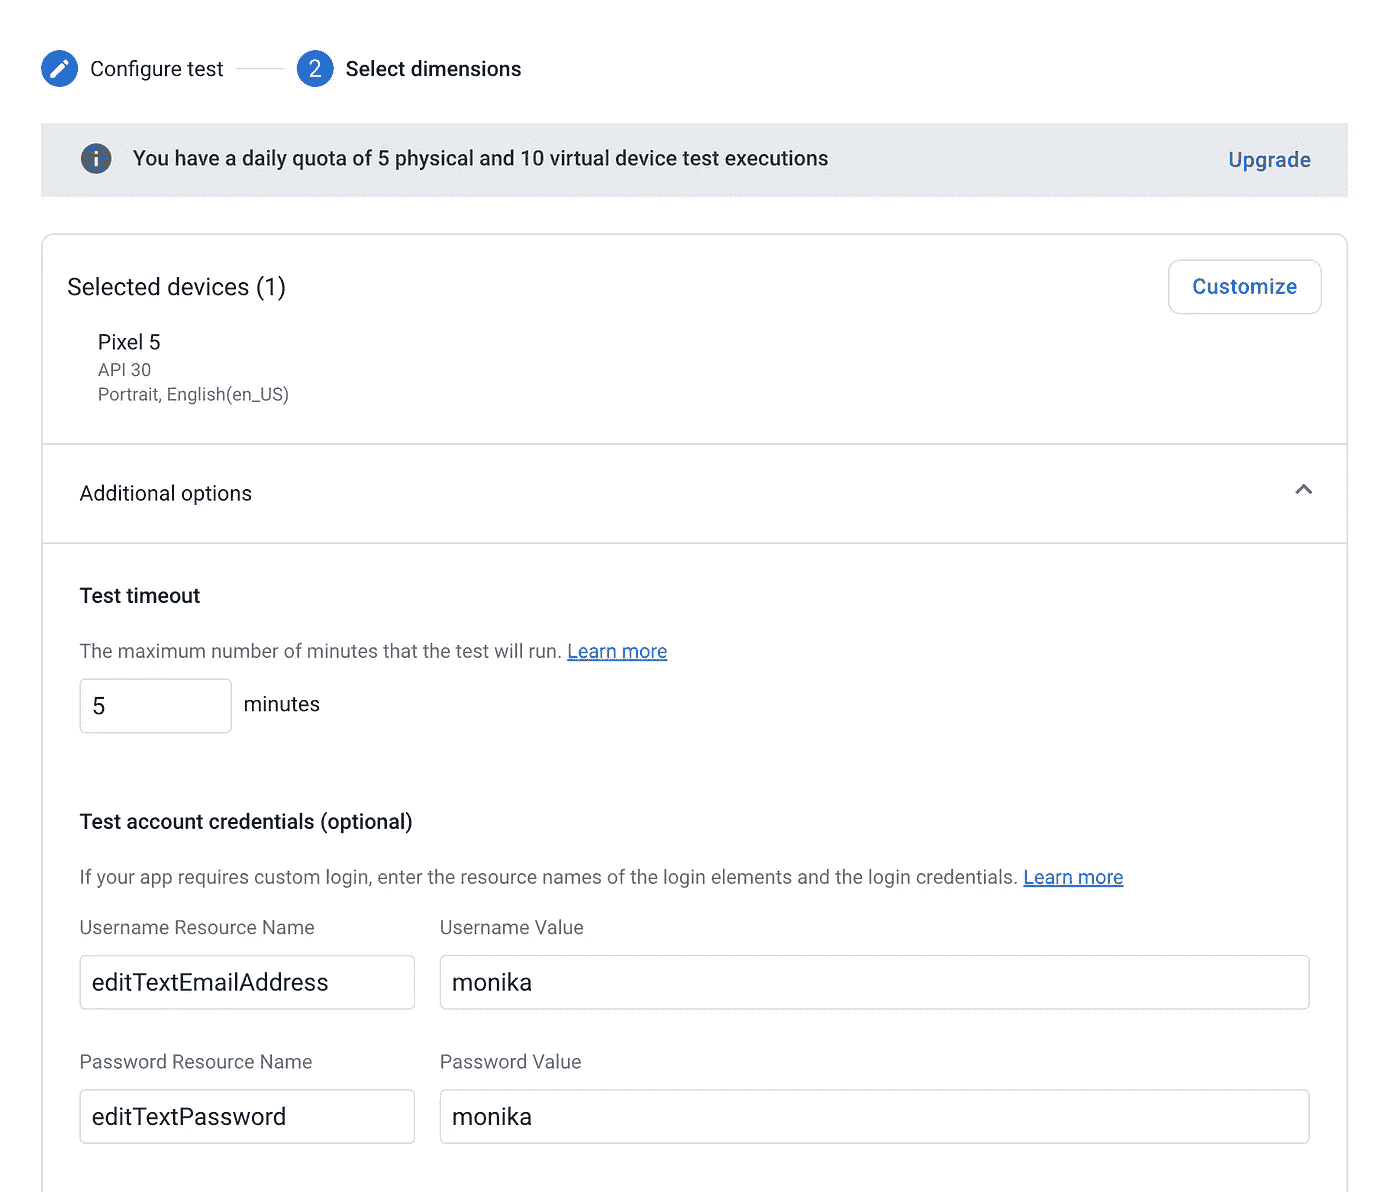 Configure test
2 Select dimensions
You have a daily quota of 5 physical and 10 virtual device test executions
Upgrade
Selected devices (1)
Customize
Pixel 5
API 30
Portrait, English(en_US)
Additional options
Test timeout
The maximum number of minutes that the test will run. Learn more
5 minutes
Test account credentials (optional)
If your app requires custom login, enter the resource names of the login elements and the login credentials. Learn more
Username Resource Name Username Value
editTextEmailAddress monika
Password Resource Name Password Value
editTextPassword monika